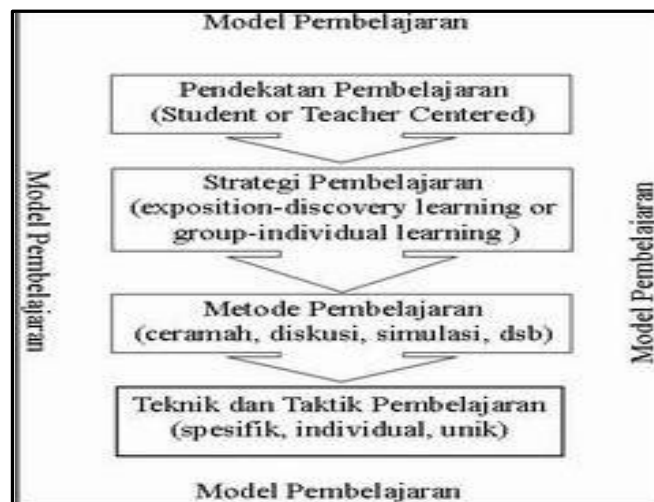 Model Pembelajaran
Pendekatan Pembelajaran
(Student or Teacher Centered)
Model Pembelajaran
Strategi Pembelajaran
(exposition-discovery learning or
group-individual learning )
Model Pembelajaran
Metode Pembelajaran
(ceramah, diskusi, simulasi, dsb)
Teknik dan Taktik Pembelajaran
(spesifik, individual, unik)
Model Pembelajaran